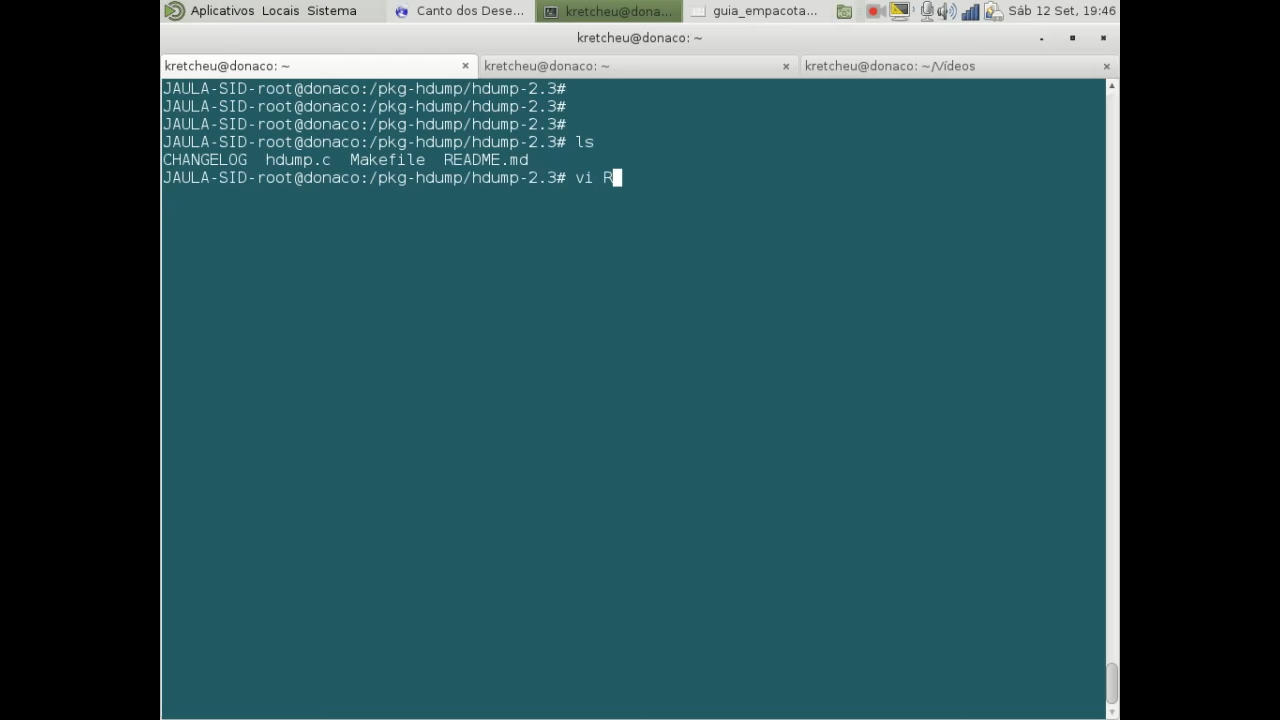 Aplicativos Locais Sistema Canto dos Dese... kretcheu@dona... guia_empacota... Sáb 12 Set, 19:46
kretcheu@donaco: ~
kretcheu@donaco: ~ kretcheu@donaco: ~ kretcheu@donaco: ~/Vídeos
JAULA-SID-root@donaco:/pkg-hdump/hdump-2.3#
JAULA-SID-root@donaco:/pkg-hdump/hdump-2.3#
JAULA-SID-root@donaco:/pkg-hdump/hdump-2.3#
JAULA-SID-root@donaco:/pkg-hdump/hdump-2.3# ls
CHANGELOG  hdump.c  Makefile  README.md
JAULA-SID-root@donaco:/pkg-hdump/hdump-2.3# vi R